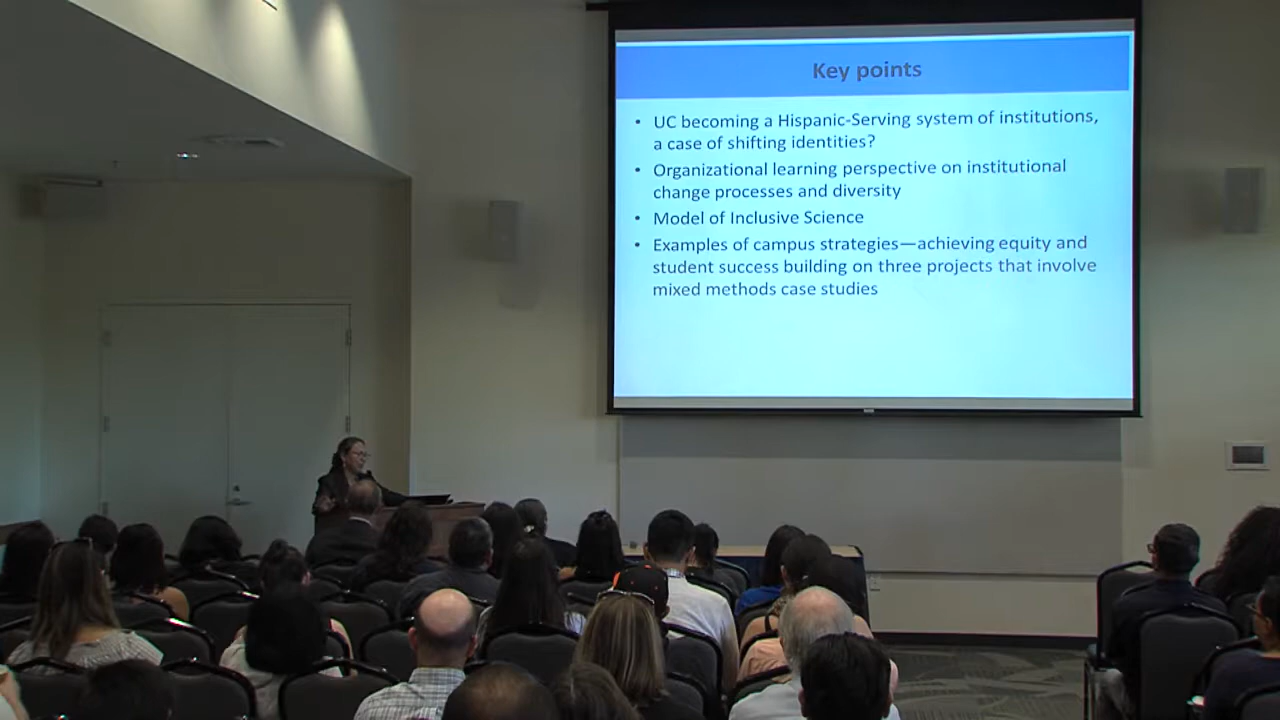 Key points
• UC becoming a Hispanic-Serving system of institutions,
a case of shifting identities?
• Organizational learning perspective on institutional
change processes and diversity
• Model of Inclusive Science
• Examples of campus strategies—achieving equity and
student success building on three projects that involve
mixed methods case studies